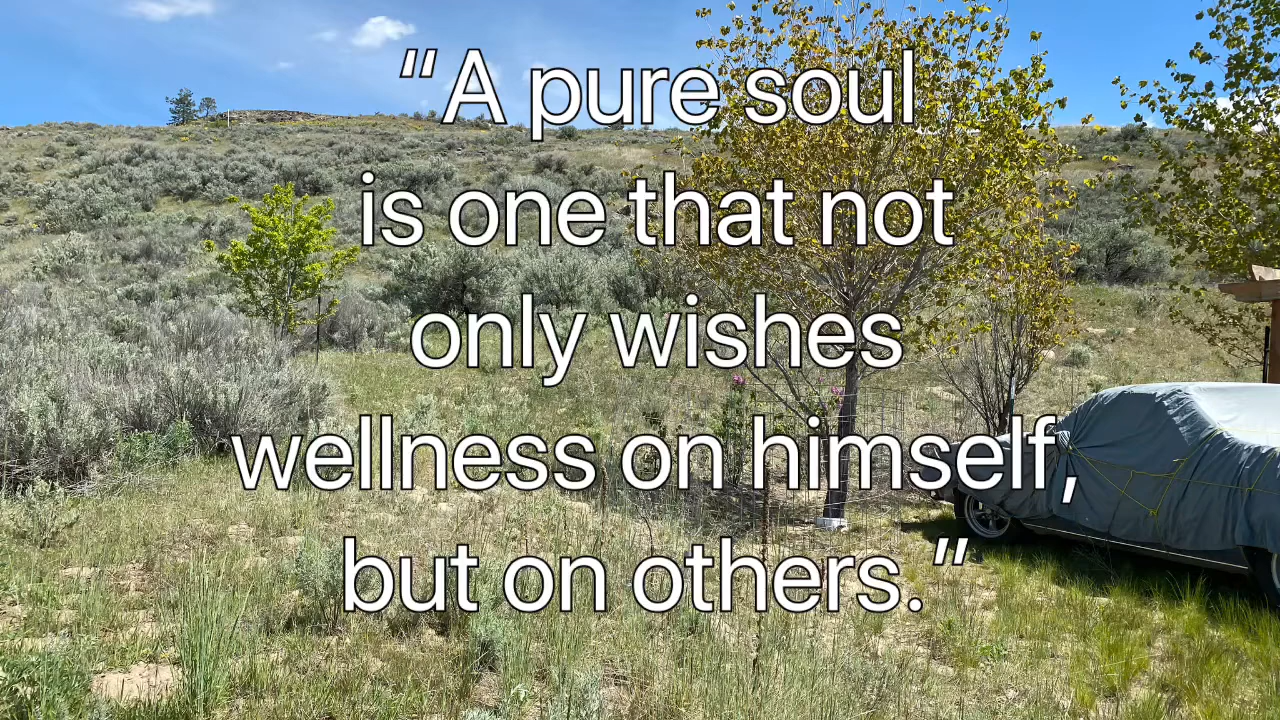 “A pure soul
is one that not
only wishes
wellness on himself,
but on others.”